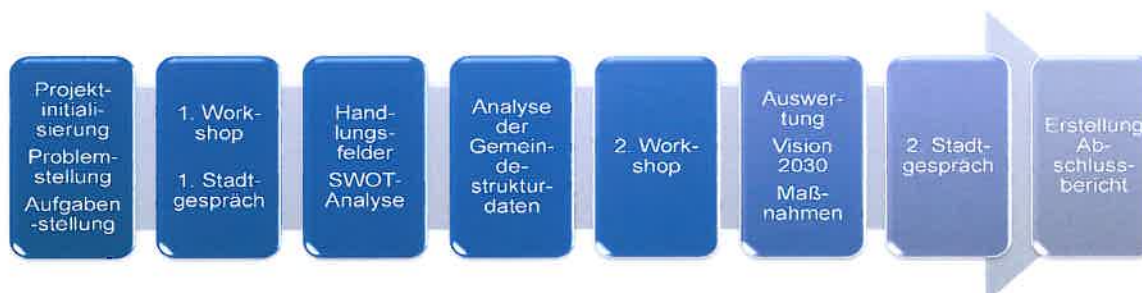 Projekt-
initiali-
sierung
Problem-
stellung
Aufgaben
-stellung
1. Work-
shop
1. Stadt-
gespräch
Hand-
lungs-
felder
SWOT-
Analyse
Analyse
der
Gemein-
de-
struktur-
daten
2. Work-
shop
Auswer-
tung
Vision
2030
Maß-
nahmen
2. Stadt-
gespräch
Erstellung
Ab-
schluss-
bericht